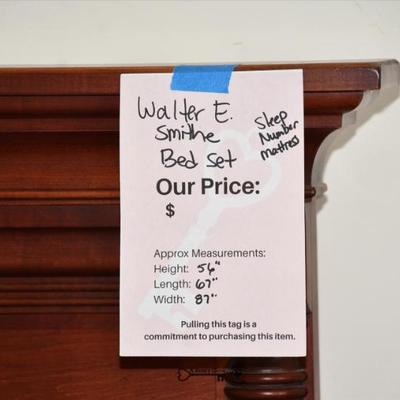 Walter E.
Smithe
Bed Set
Sleep
Number
Mattress
Our Price:
$
Approx Measurements:
Height: 56"
Length: 67"
Width: 87"
Pulling this tag is a
commitment to purchasing this item.